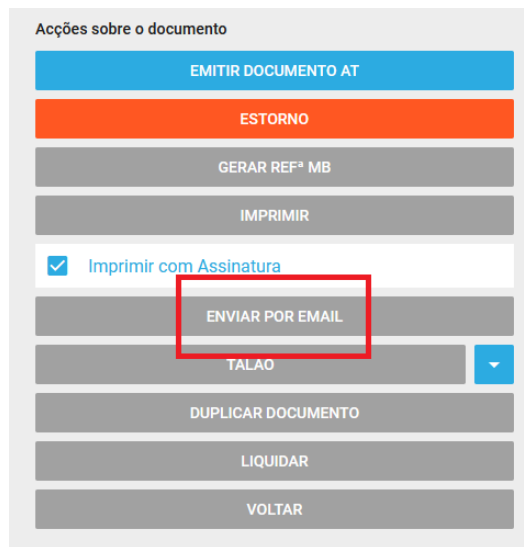 Acções sobre o documento
EMITIR DOCUMENTO AT
ESTORNO
GERAR REFª MB
IMPRIMIR
Imprimir com Assinatura
ENVIAR POR EMAIL
TALAO
DUPLICAR DOCUMENTO
LIQUIDAR
VOLTAR